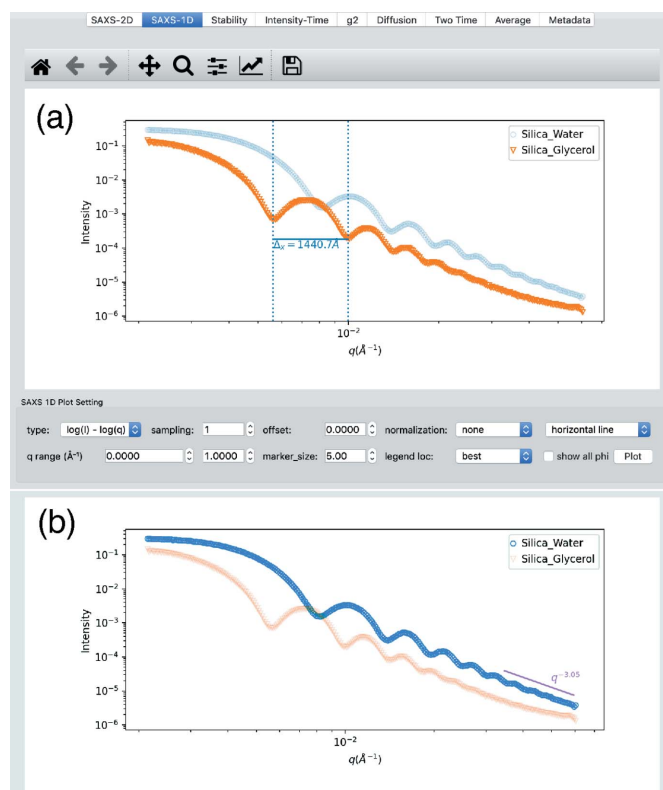 SAXS-2D SAXS-1D Stability Intensity-Time g2 Diffusion Two Time Average Metadata
(a)
Silica_Water
Silica_Glycerol
10⁻¹
10⁻²
10⁻³
10⁻⁴
10⁻⁵
10⁻⁶
Intensity
Δₓ = 1440.7Å
10⁻²
q(Å⁻¹)
SAXS 1D Plot Setting
type: log(I) - log(q) sampling: 1 offset: 0.0000 normalization: none horizontal line
q range (Å⁻¹) 0.0000 1.0000 marker_size: 5.00 legend loc: best show all phi Plot
(b)
Silica_Water
Silica_Glycerol
10⁻¹
10⁻²
10⁻³
10⁻⁴
10⁻⁵
10⁻⁶
Intensity
q⁻³·⁰⁵
10⁻²
q(Å⁻¹)